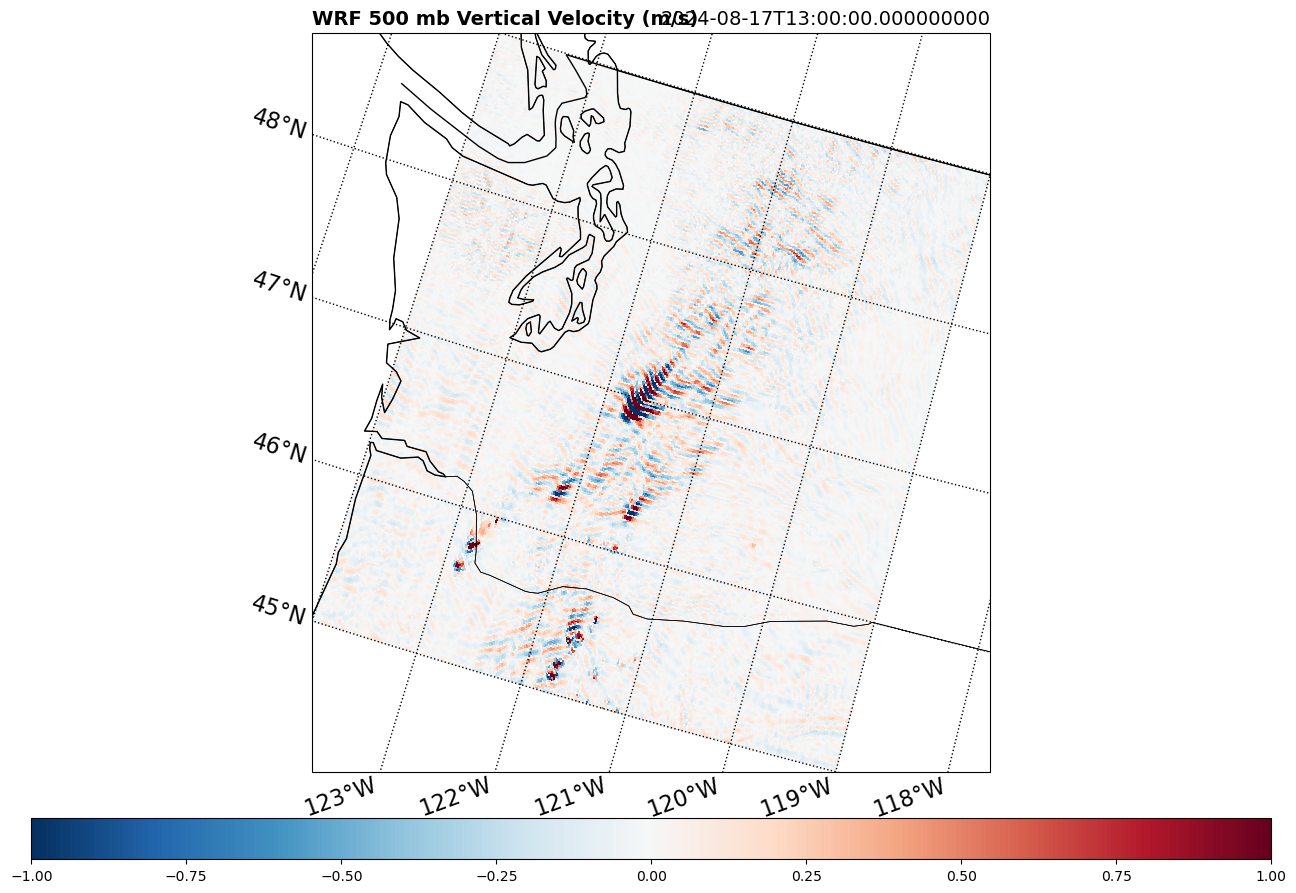 WRF 500 mb Vertical Velocity (m/s) 2024-08-17T13:00:00.000000000
48°N
47°N
46°N
45°N
123°W 122°W 121°W 120°W 119°W 118°W
−1.00 −0.75 −0.50 −0.25 0.00 0.25 0.50 0.75 1.00